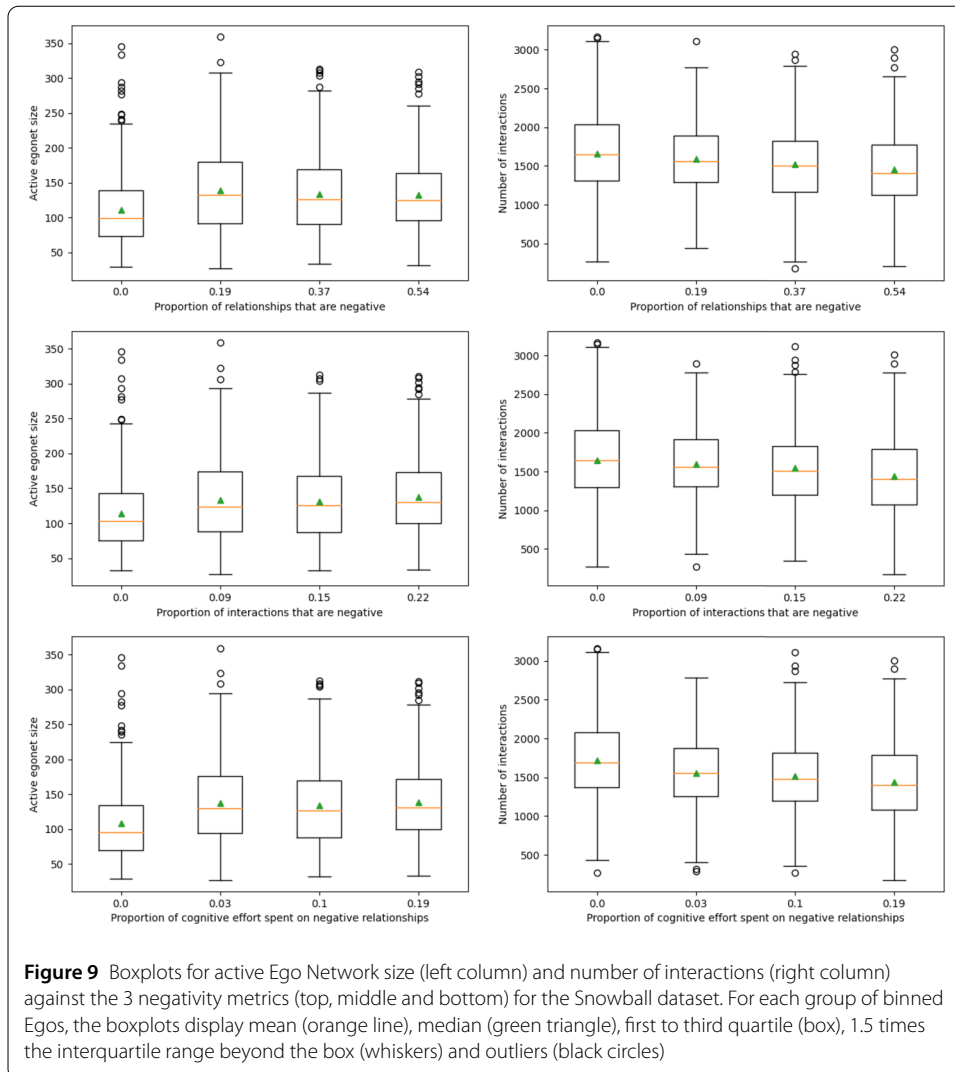 350
300
250
200
150
100
50
Active egonet size
0.0 0.19 0.37 0.54
Proportion of relationships that are negative
3000
2500
2000
1500
1000
500
Number of interactions
0.0 0.19 0.37 0.54
Proportion of relationships that are negative
350
300
250
200
150
100
50
Active egonet size
0.0 0.09 0.15 0.22
Proportion of interactions that are negative
3000
2500
2000
1500
1000
500
Number of interactions
0.0 0.09 0.15 0.22
Proportion of interactions that are negative
350
300
250
200
150
100
50
Active egonet size
0.0 0.03 0.1 0.19
Proportion of cognitive effort spent on negative relationships
3000
2500
2000
1500
1000
500
Number of interactions
0.0 0.03 0.1 0.19
Proportion of cognitive effort spent on negative relationships
Figure 9 Boxplots for active Ego Network size (left column) and number of interactions (right column)
against the 3 negativity metrics (top, middle and bottom) for the Snowball dataset. For each group of binned
Egos, the boxplots display mean (orange line), median (green triangle), first to third quartile (box), 1.5 times
the interquartile range beyond the box (whiskers) and outliers (black circles)